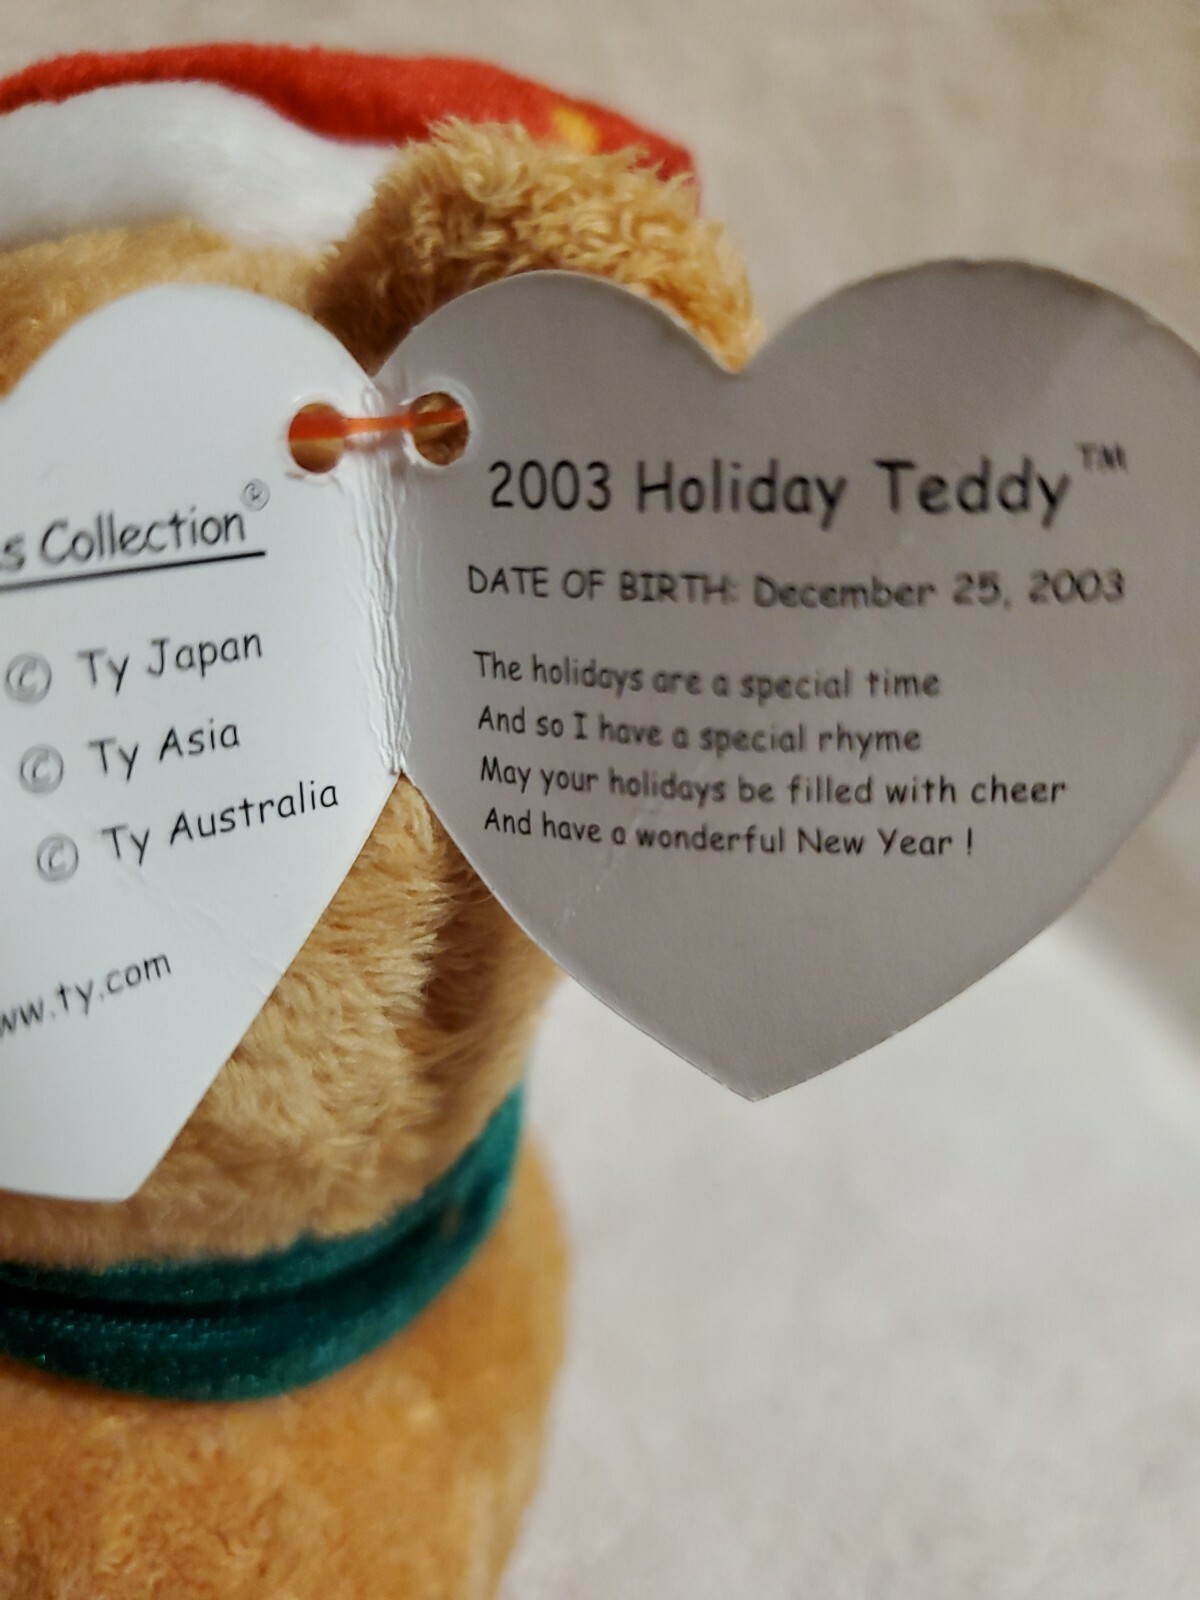 s Collection®
© Ty Japan
© Ty Asia
© Ty Australia
ww.ty.com
2003 Holiday Teddy™
DATE OF BIRTH: December 25, 2003
The holidays are a special time
And so I have a special rhyme
May your holidays be filled with cheer
And have a wonderful New Year !